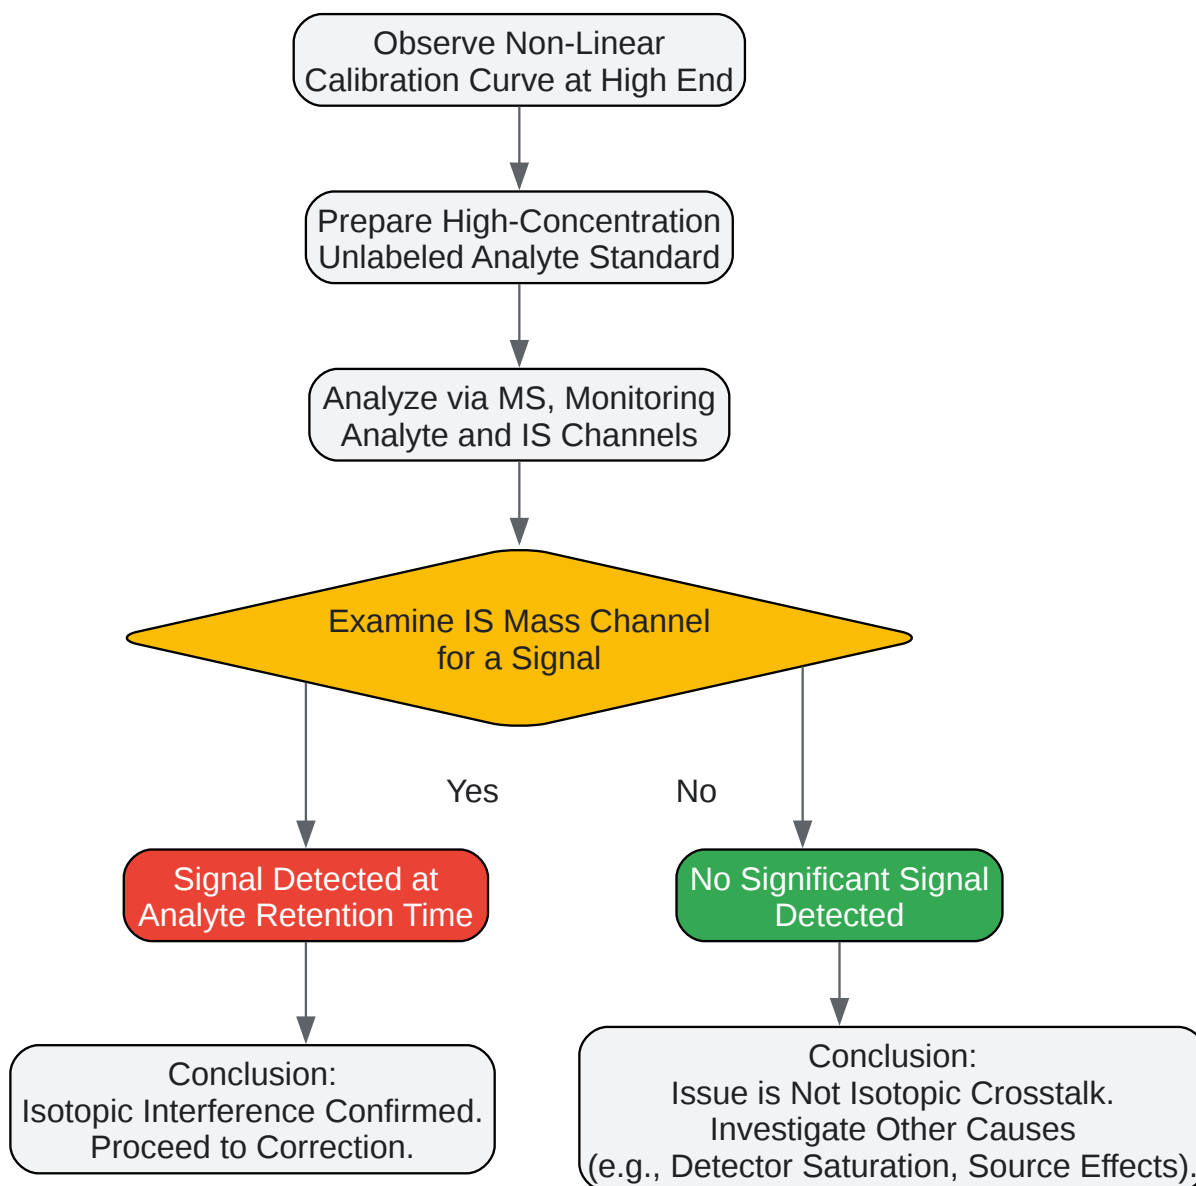 Observe Non-Linear
Calibration Curve at High End
Prepare High-Concentration
Unlabeled Analyte Standard
Analyze via MS, Monitoring
Analyte and IS Channels
Examine IS Mass Channel
for a Signal
Yes
No
Signal Detected at
Analyte Retention Time
No Significant Signal
Detected
Conclusion:
Isotopic Interference Confirmed.
Proceed to Correction.
Conclusion:
Issue is Not Isotopic Crosstalk.
Investigate Other Causes
(e.g., Detector Saturation, Source Effects).